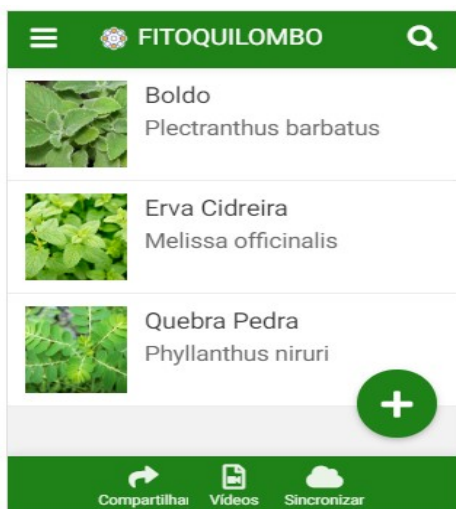 FITOQUILOMBO
Boldo
Plectranthus barbatus
Erva Cidreira
Melissa officinalis
Quebra Pedra
Phyllanthus niruri
Compartilhar Vídeos Sincronizar